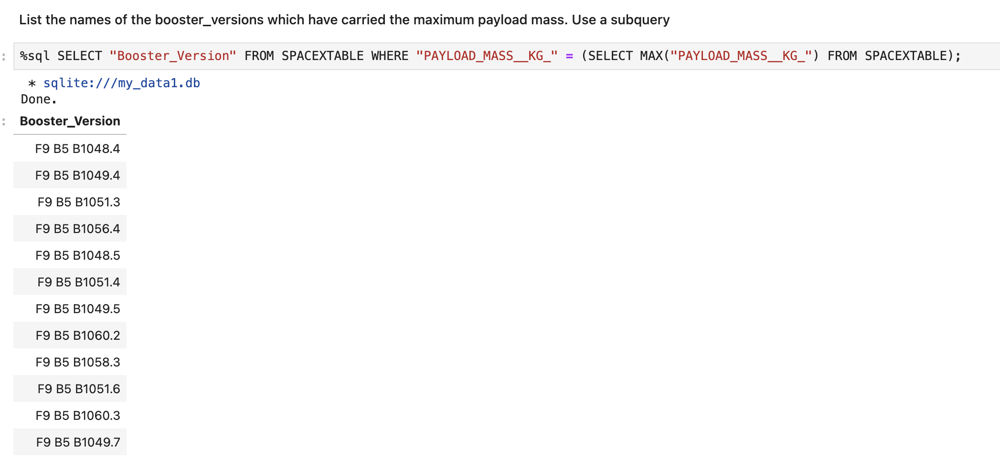 List the names of the booster_versions which have carried the maximum payload mass. Use a subquery
: %sql SELECT "Booster_Version" FROM SPACEXTABLE WHERE "PAYLOAD_MASS__KG_" = (SELECT MAX("PAYLOAD_MASS__KG_") FROM SPACEXTABLE);
* sqlite:///my_data1.db
Done.
: Booster_Version
F9 B5 B1048.4
F9 B5 B1049.4
F9 B5 B1051.3
F9 B5 B1056.4
F9 B5 B1048.5
F9 B5 B1051.4
F9 B5 B1049.5
F9 B5 B1060.2
F9 B5 B1058.3
F9 B5 B1051.6
F9 B5 B1060.3
F9 B5 B1049.7